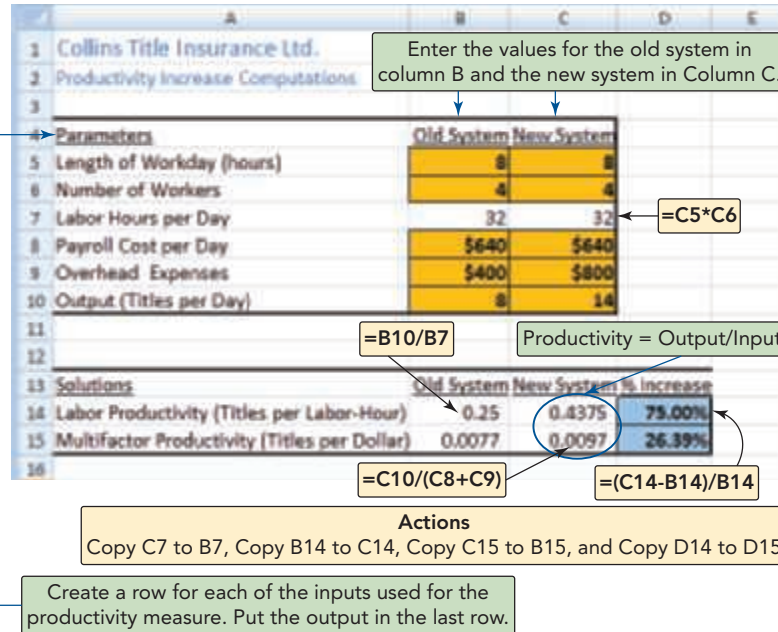 A B C D E
1 Collins Title Insurance Ltd.
Enter the values for the old system in
column B and the new system in Column C.
2 Productivity Increase Computations
3
4 Parameters Old System New System
5 Length of Workday (hours) 8 8
6 Number of Workers 4 4
7 Labor Hours per Day 32 32
=C5*C6
8 Payroll Cost per Day $640 $640
9 Overhead Expenses $400 $800
10 Output (Titles per Day) 8 14
11
=B10/B7
Productivity = Output/Input
12
13 Solutions Old System New System % Increase
14 Labor Productivity (Titles per Labor-Hour) 0.25 0.4375 75.00%
15 Multifactor Productivity (Titles per Dollar) 0.0077 0.0097 26.39%
16
=C10/(C8+C9)
=(C14-B14)/B14
Actions
Copy C7 to B7, Copy B14 to C14, Copy C15 to B15, and Copy D14 to D15
Create a row for each of the inputs used for the
productivity measure. Put the output in the last row.